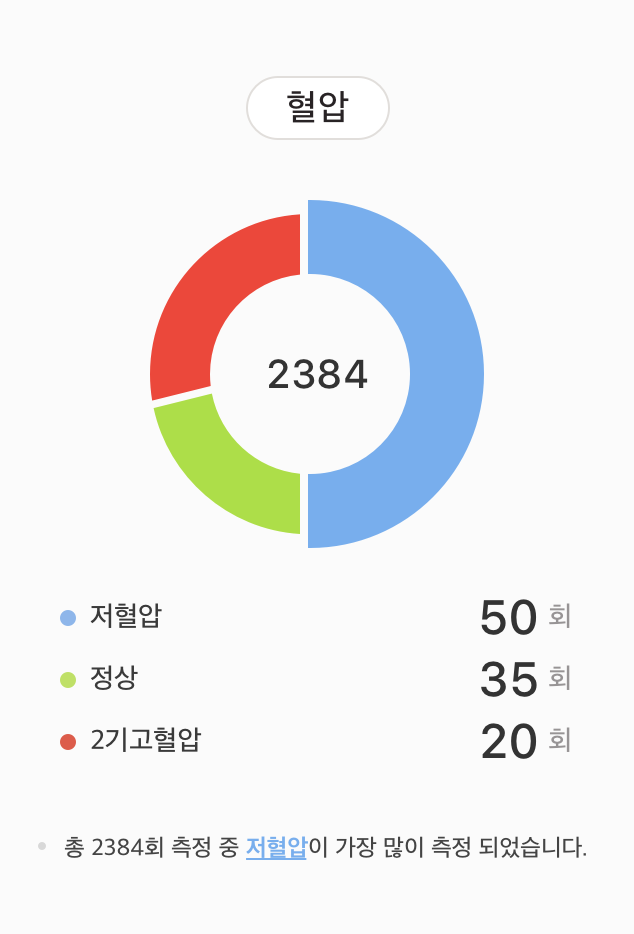 혈압
2384
저혈압 50 회
정상 35 회
2기고혈압 20 회
총 2384회 측정 중 저혈압이 가장 많이 측정 되었습니다.